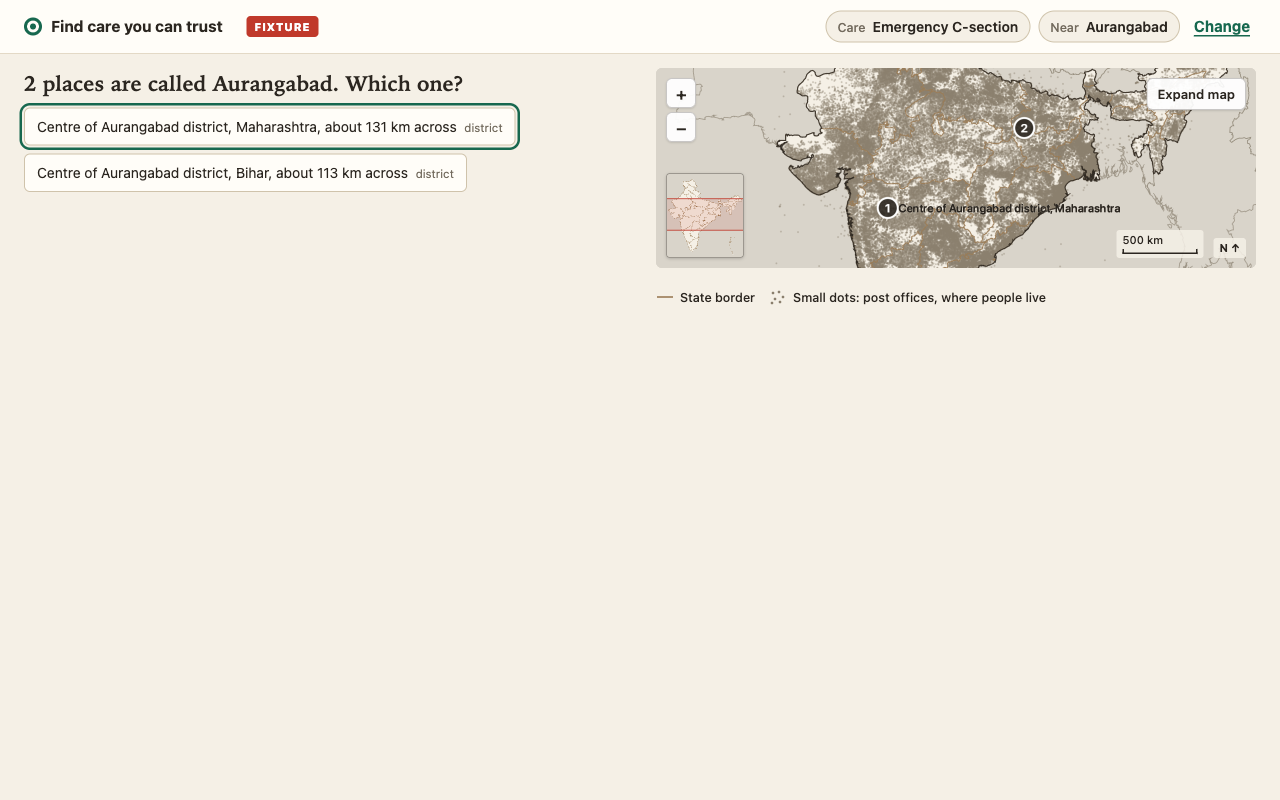 Find care you can trust
FIXTURE
Care Emergency C-section
Near Aurangabad
Change
2 places are called Aurangabad. Which one?
Centre of Aurangabad district, Maharashtra, about 131 km across district
Centre of Aurangabad district, Bihar, about 113 km across district
+
−
Expand map
2
1 Centre of Aurangabad district, Maharashtra
500 km
N ↑
State border
Small dots: post offices, where people live